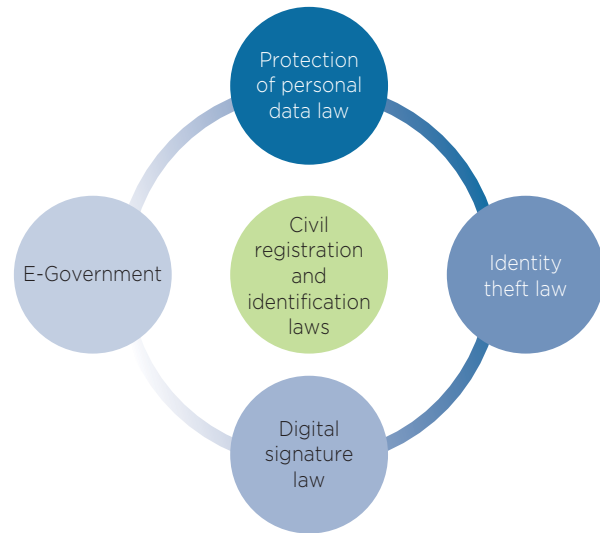 Protection
of personal
data law
E-Government
Civil
registration
and
identification
laws
Identity
theft law
Digital
signature
law